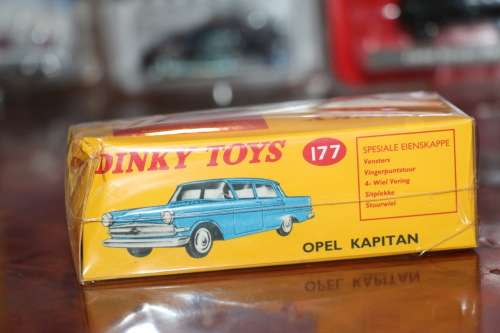 DINKY TOYS
177
SPESIALE EIENSKAPPE
Vensters
Vingerpuntstuur
4- Wiel Vering
Sitplekke
Stuurwiel
OPEL KAPITAN